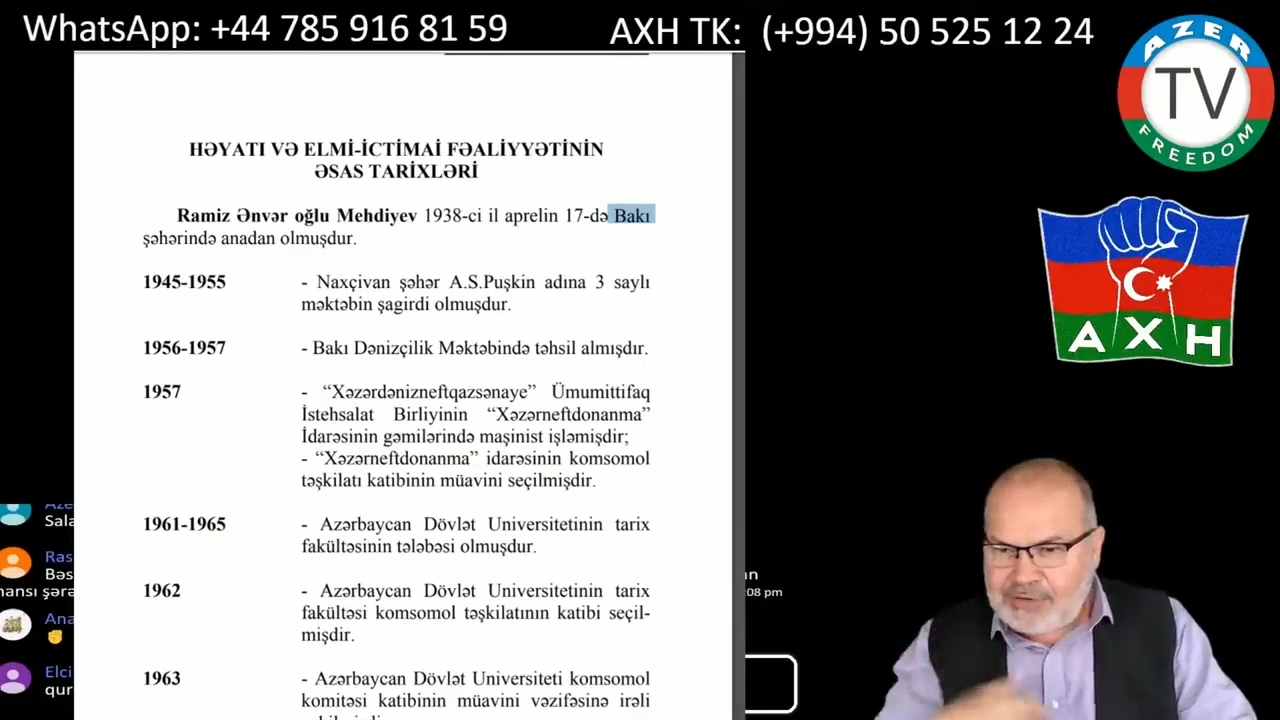 WhatsApp: +44 785 916 81 59
AXH TK: (+994) 50 525 12 24
AZER
TV
FREEDOM
HƏYATI VƏ ELMİ-İCTİMAİ FƏALİYYƏTİNİN
ƏSAS TARİXLƏRİ
Ramiz Ənvər oğlu Mehdiyev 1938-ci il aprelin 17-də Bakı
şəhərində anadan olmuşdur.
1945-1955 - Naxçivan şəhər A.S.Puşkin adına 3 saylı
məktəbin şagirdi olmuşdur.
1956-1957 - Bakı Dənizçilik Məktəbində təhsil almışdır.
1957 - “Xəzərdənizneftqazsənaye” Ümumittifaq
İstehsalat Birliyinin “Xəzərneftdonanma”
İdarəsinin gəmilərində maşinist işləmişdir;
- “Xəzərneftdonanma” idarəsinin komsomol
təşkilatı katibinin müavini seçilmişdir.
1961-1965 - Azərbaycan Dövlət Universitetinin tarix
fakültəsinin tələbəsi olmuşdur.
1962 - Azərbaycan Dövlət Universitetinin tarix
fakültəsi komsomol təşkilatının katibi seçil-
mişdir.
1963 - Azərbaycan Dövlət Universiteti komsomol
komitəsi katibinin müavini vəzifəsinə irəli
AXH
Sala
Ras
Bəs
Ana
Elci
qur
:08 pm